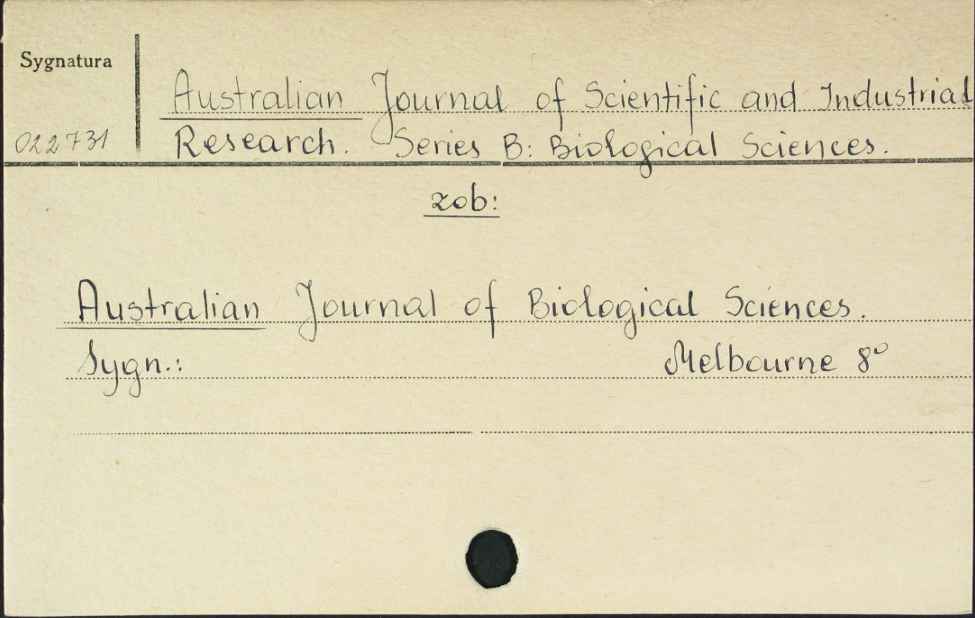 Sygnatura
Australian Journal of Scientific and Industrial
022731 Research. Series B: Biological Sciences.
zob:
Australian Journal of Biological Sciences.
Sygn.: Melbourne 8°